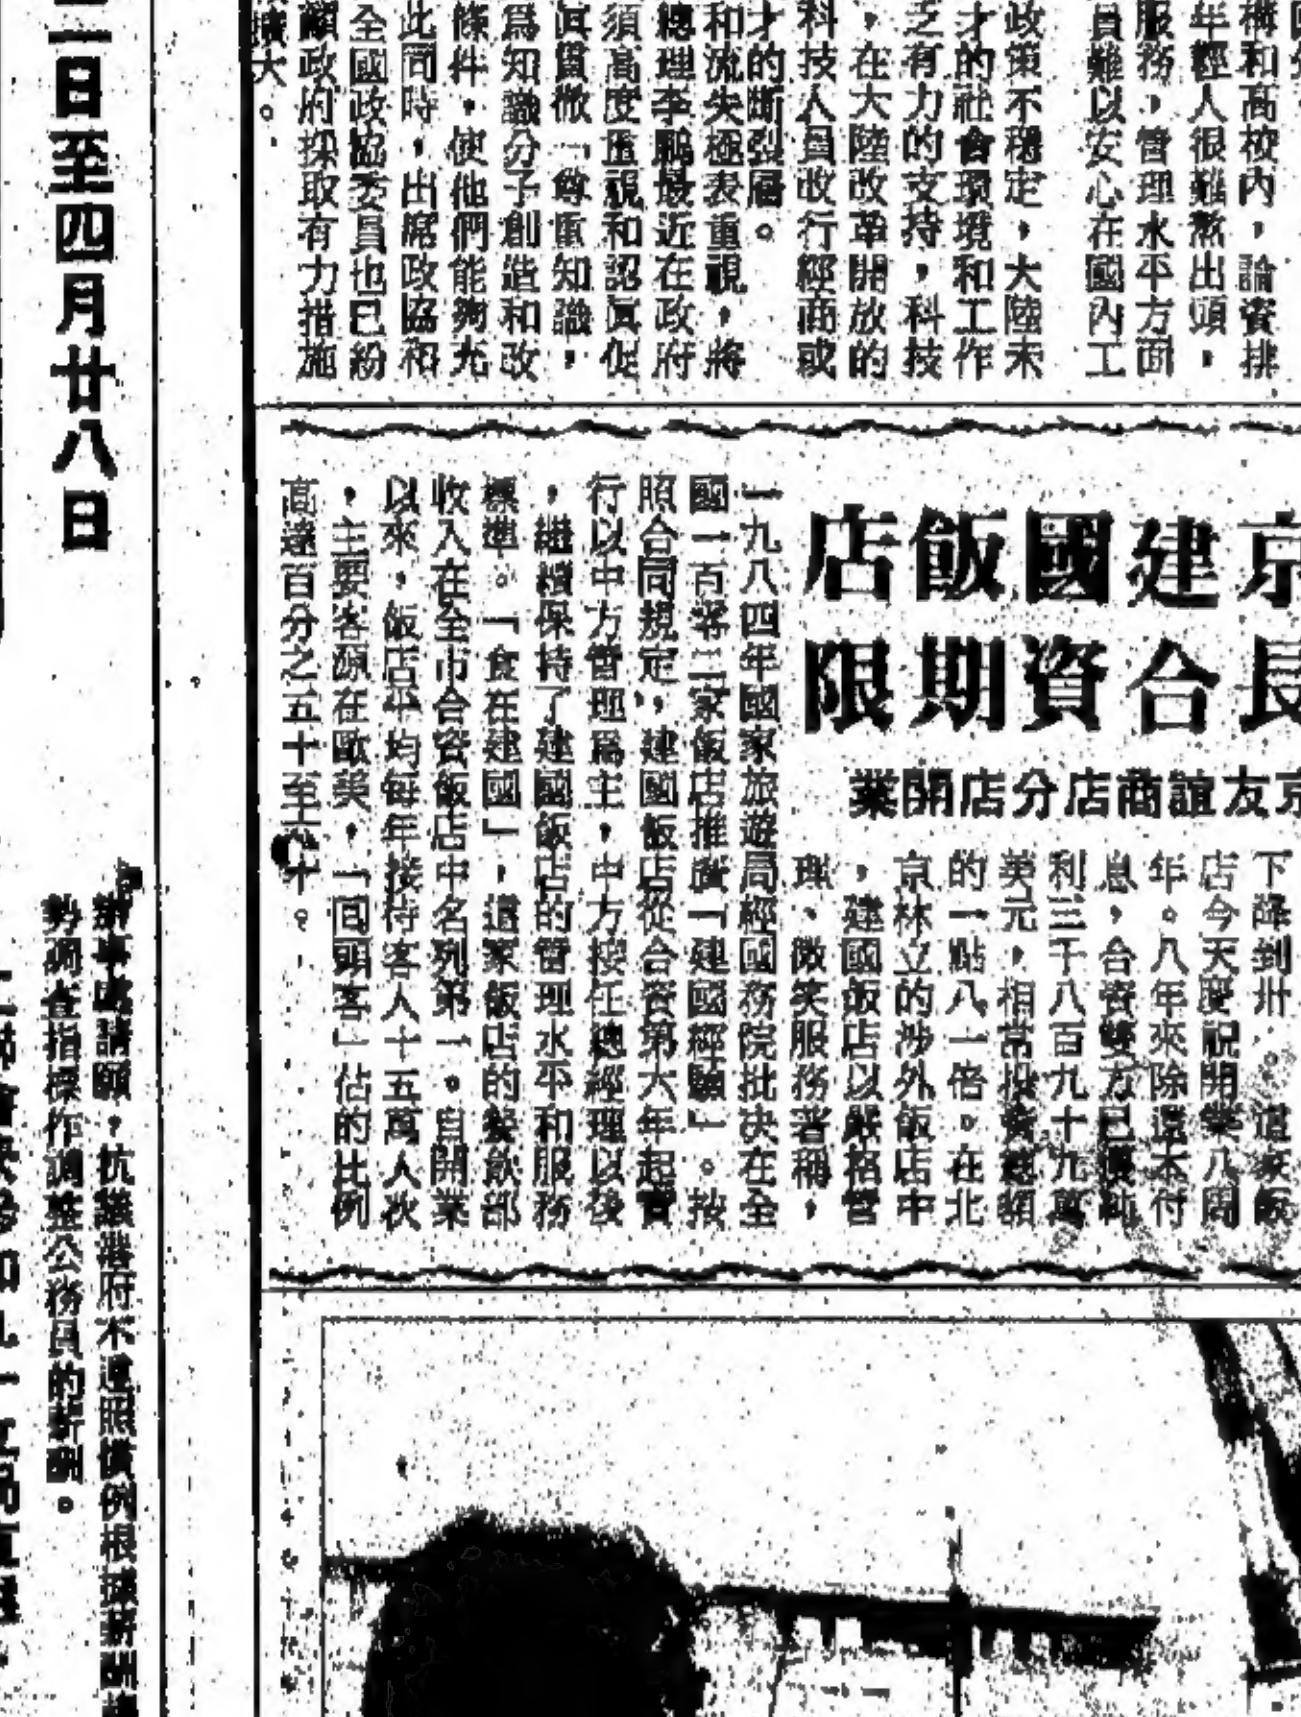 構和高校內，論資排
年輕人很難熬出頭，
服務，管理水平方面
員難以安心在國內工
政策不穩定，大陸未
才的社會環境和工作
乏有力的支持，科技
，在大陸改革開放的
科技人員改行經商或
才的斷裂層。
和流失極表重視，將
總理李鵬最近在政府
須高度重視和認眞促
眞貫徹「尊重知識，
爲知識分子創造和改
條件，使他們能夠充
此同時，出席政協和
全國政協委員也已紛
籲政府採取有力措施
擴大。
京建國飯店
長合資期限
京友誼商店分店開業
下降到卅。這家飯
店今天慶祝開業八周
年。八年來除還本付
息，合資雙方已獲純
利三千八百九十九萬
美元，相當投資總額
的一點八一倍。在北
京林立的涉外飯店中
，建國飯店以嚴格管
理、微笑服務著稱，
一九八四年國家旅遊局經國務院批決在全
國一百零三家飯店推廣「建國經驗」。按
照合同規定，建國飯店從合資第六年起實
行以中方管理爲主，中方接任總經理以後
，繼續保持了建國飯店的管理水平和服務
標準。「食在建國」，這家飯店的餐飲部
收入在全市合資飯店中名列第一。自開業
以來，飯店平均每年接待客人十五萬人次
，主要客源在歐美，「回頭客」佔的比例
高達百分之五十至六十。
二日至四月廿八日
辦事處請願，抗議港府不遵照慣例根據薪酬
勢調查指標作調整公務員的薪酬。